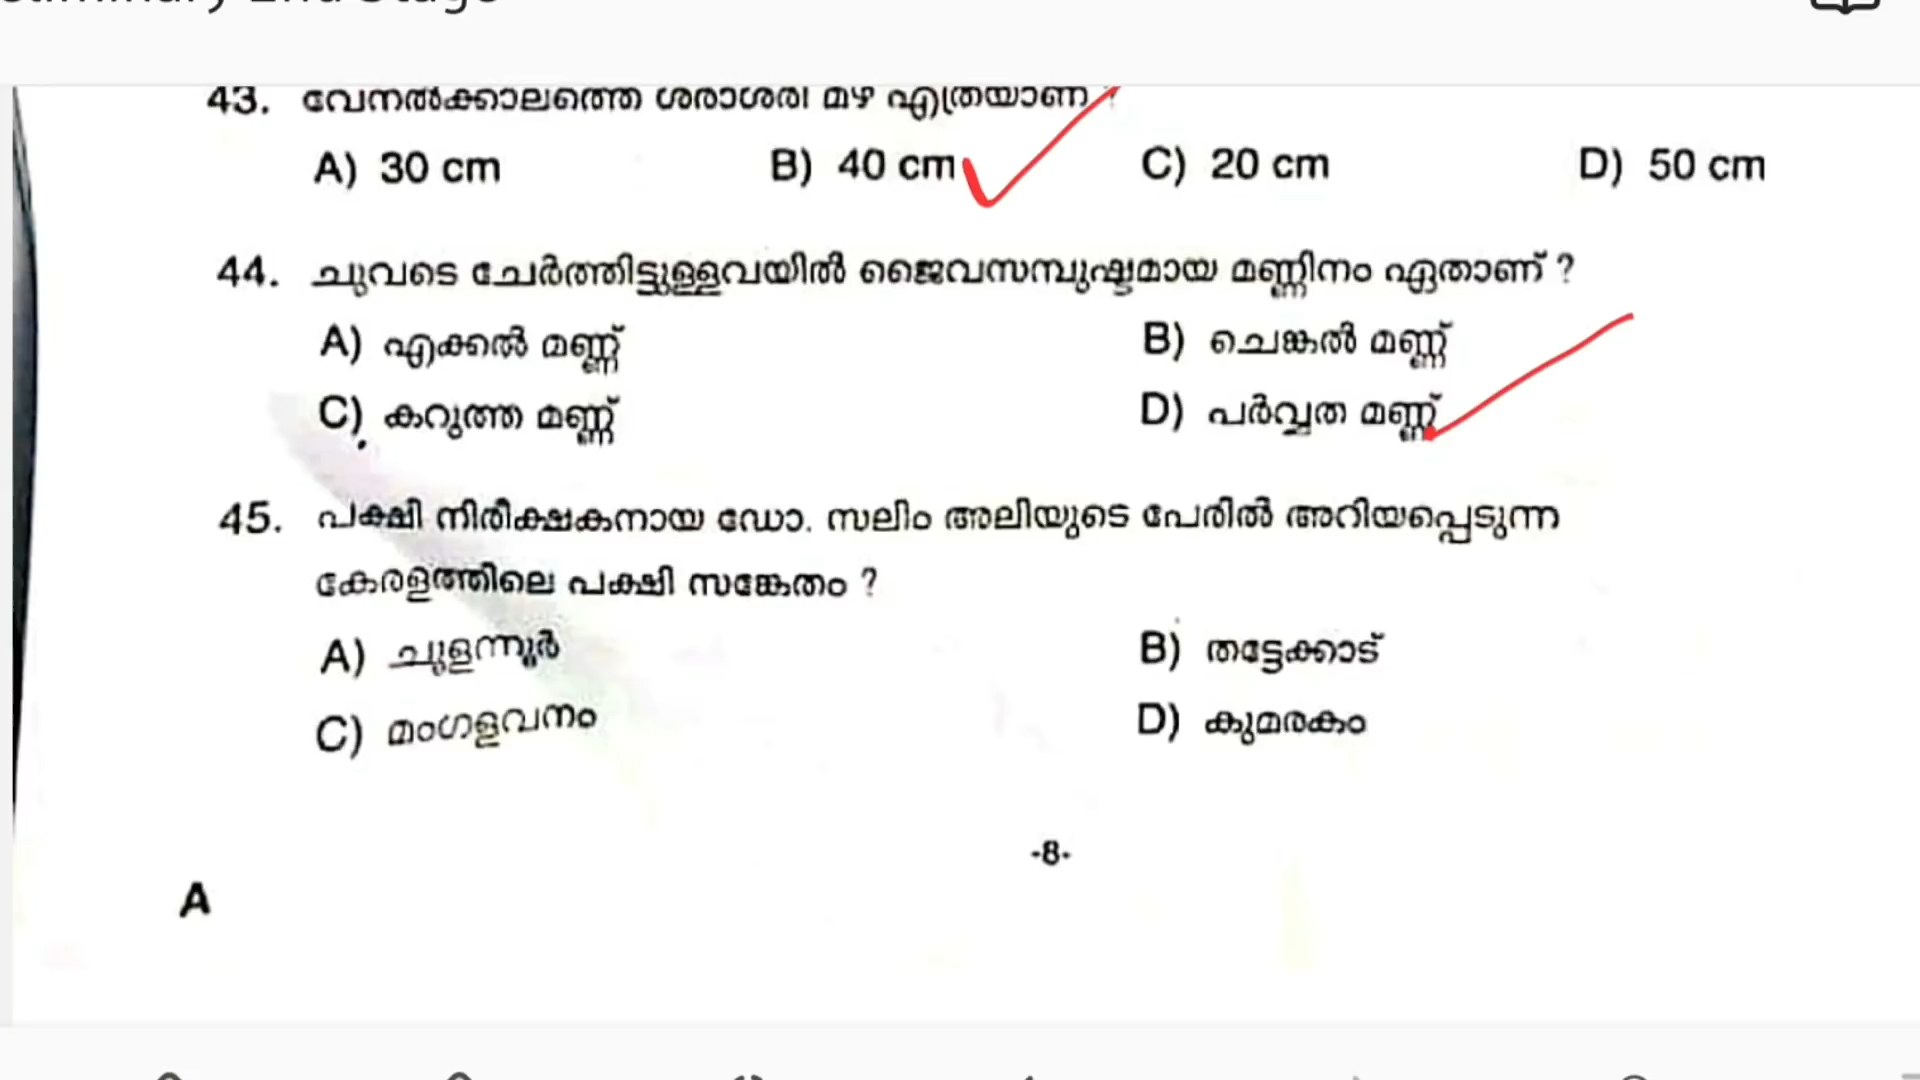 43. വേനൽക്കാലത്തെ ശരാശരി മഴ എത്രയാണ് ?
A) 30 cm B) 40 cm C) 20 cm D) 50 cm
44. ചുവടെ ചേർത്തിട്ടുള്ളവയിൽ ജൈവസമ്പുഷ്ടമായ മണ്ണിനം ഏതാണ് ?
A) എക്കൽ മണ്ണ് B) ചെങ്കൽ മണ്ണ്
C) കറുത്ത മണ്ണ് D) പർവ്വത മണ്ണ്
45. പക്ഷി നിരീക്ഷകനായ ഡോ. സലിം അലിയുടെ പേരിൽ അറിയപ്പെടുന്ന
കേരളത്തിലെ പക്ഷി സങ്കേതം ?
A) ചുളന്നൂർ B) തട്ടേക്കാട്
C) മംഗളവനം D) കുമരകം
-8-
A